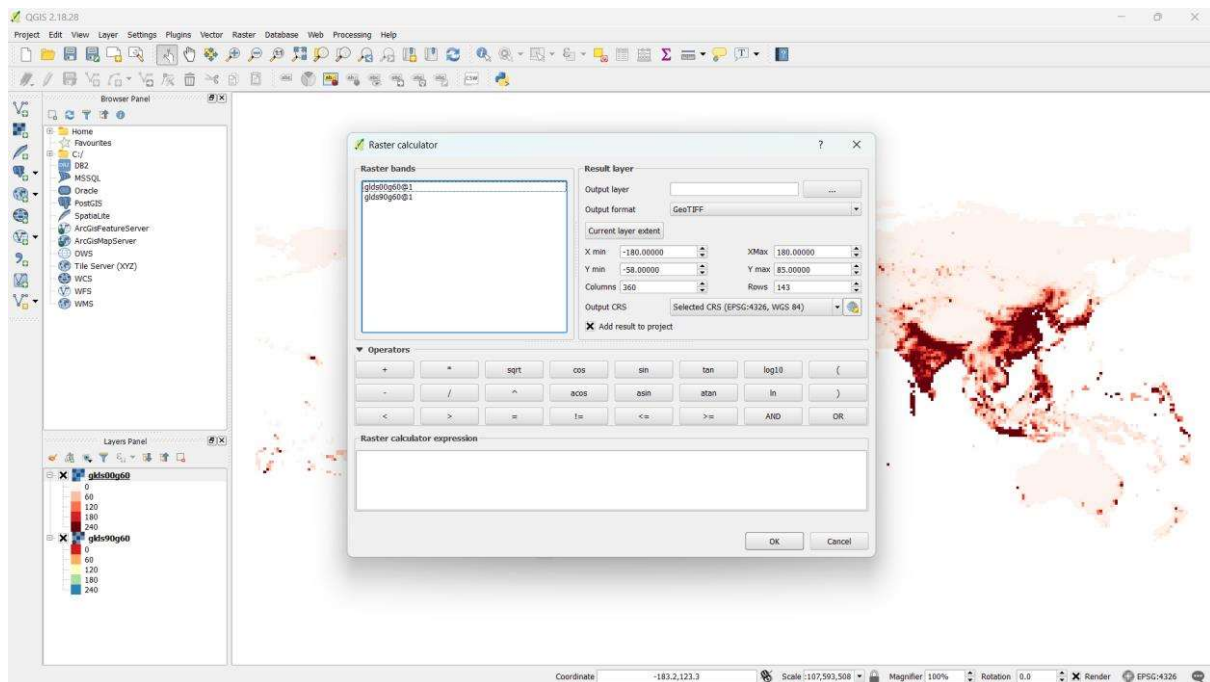 QGIS 2.18.28
Project Edit View Layer Settings Plugins Vector Raster Database Web Processing Help
Browser Panel
Home
Favourites
C:/
DB2
MSSQL
Oracle
PostGIS
SpatiaLite
ArcGisFeatureServer
ArcGisMapServer
OWS
Tile Server (XYZ)
WCS
WFS
WMS
Layers Panel
glds00g60
0
60
120
180
240
glds90g60
0
60
120
180
240
Raster calculator ?
Raster bands
glds00g60@1
glds90g60@1
Result layer
Output layer ...
Output format GeoTIFF
Current layer extent
X min -180.00000 XMax 180.00000
Y min -58.00000 Y max 85.00000
Columns 360 Rows 143
Output CRS Selected CRS (EPSG:4326, WGS 84)
Add result to project
Operators
+ * sqrt cos sin tan log10 (
- / ^ acos asin atan ln )
< > = != <= >= AND OR
Raster calculator expression
OK Cancel
Coordinate -183.2,123.3 Scale :107,593,508 Magnifier 100% Rotation 0.0 Render EPSG:4326